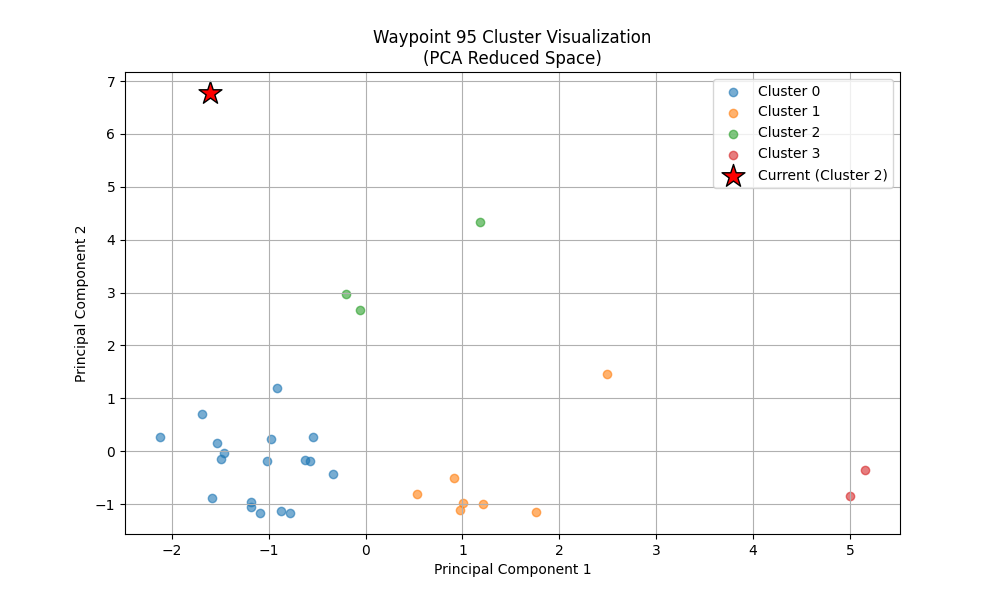 Waypoint 95 Cluster Visualization
(PCA Reduced Space)
Cluster 0
Cluster 1
Cluster 2
Cluster 3
Current (Cluster 2)
Principal Component 2
7
6
5
4
3
2
1
0
−1
−2
−1
0
1
2
3
4
5
Principal Component 1